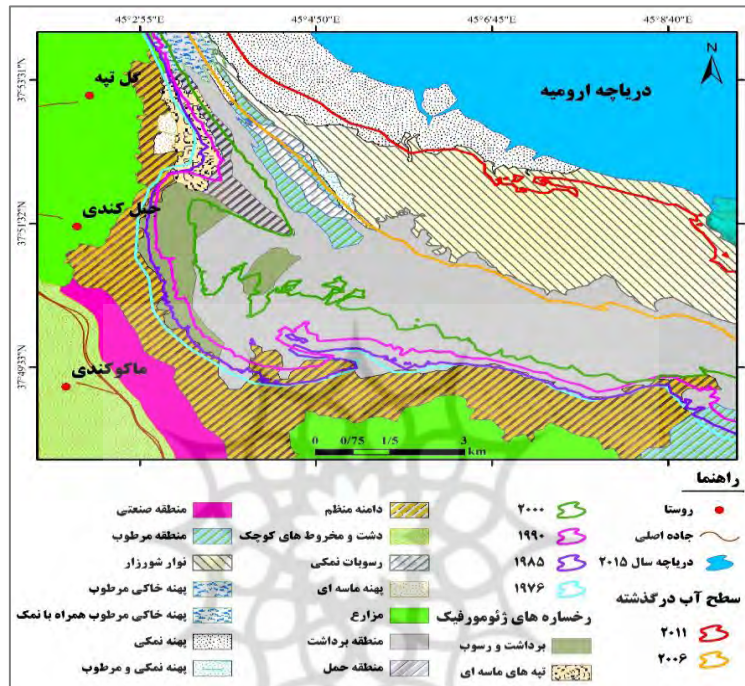 45°2'55"E 45°4'50"E 45°6'45"E 45°8'40"E
37°53'31"N
37°51'32"N
37°49'33"N
N
گل تپه
دریاچه ارومیه
جبل کندی
ماکوکندی
0 0/75 1/5 3
km
راهنما
روستا
جاده اصلی
دریاچه سال ۲۰۱۵
سطح آب درگذشته
۲۰۱۱
۲۰۰۶
۲۰۰۰
۱۹۹۰
۱۹۸۵
۱۹۷۶
رخساره های ژئومورفیک
برداشت و رسوب
تپه های ماسه ای
دامنه منظم
دشت و مخروط های کوچک
رسوبات نمکی
پهنه ماسه ای
مزارع
منطقه برداشت
منطقه حمل
منطقه صنعتی
منطقه مرطوب
نوار شورزار
پهنه خاکی مرطوب
پهنه خاکی مرطوب همراه با نمک
پهنه نمکی
پهنه نمکی و مرطوب